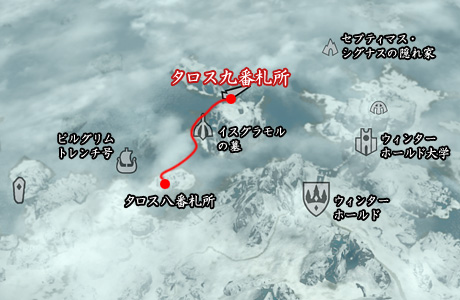 セプティマス・
シグナスの隠れ家
タロス九番札所
イスグラモル
の墓
ピルグリム
トレンチ号
ウィンター
ホールド大学
タロス八番札所
ウィンター
ホールド